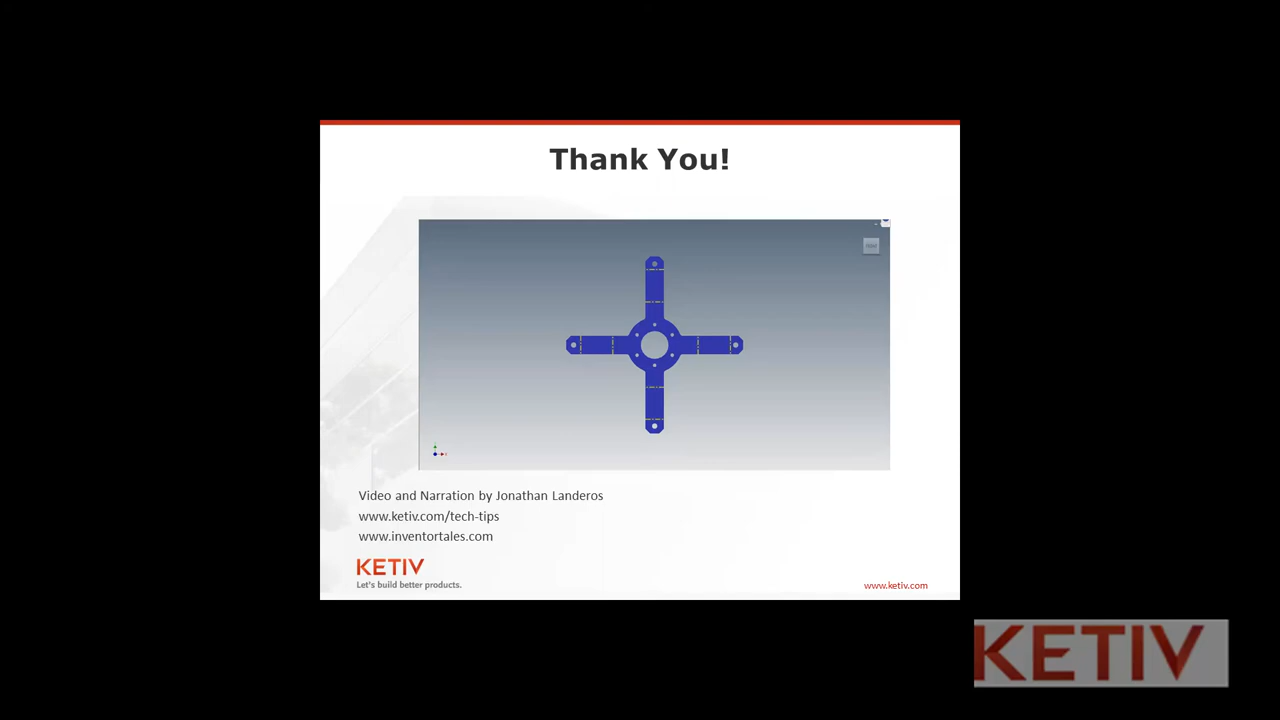 Thank You!
Video and Narration by Jonathan Landeros
www.ketiv.com/tech-tips
www.inventortales.com
KETIV
Let's build better products.
www.ketiv.com
KETIV